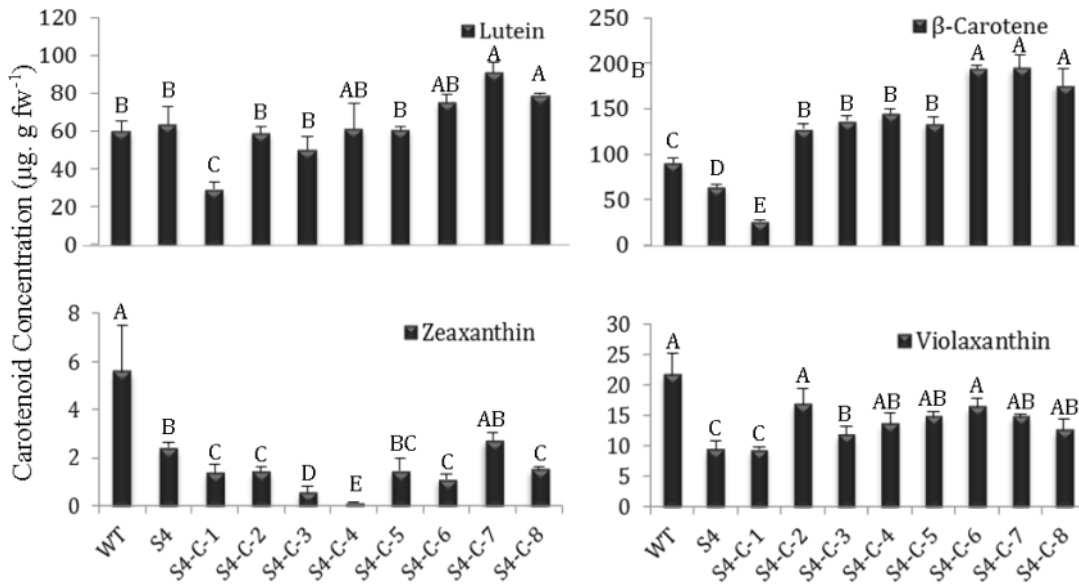 Carotenoid Concentration (µg. g fw⁻¹)
120
100
80
60
40
20
0
Lutein
B
B
C
B
B
AB
B
AB
A
A
250
200
150
100
50
0
β-Carotene
B
C
D
E
B
B
B
B
A
A
A
8
6
4
2
0
Zeaxanthin
A
B
C
C
D
E
BC
C
AB
C
WT
S4
S4-C-1
S4-C-2
S4-C-3
S4-C-4
S4-C-5
S4-C-6
S4-C-7
S4-C-8
30
25
20
15
10
5
0
Violaxanthin
A
C
C
A
B
AB
AB
A
AB
AB
WT
S4
S4-C-1
S4-C-2
S4-C-3
S4-C-4
S4-C-5
S4-C-6
S4-C-7
S4-C-8